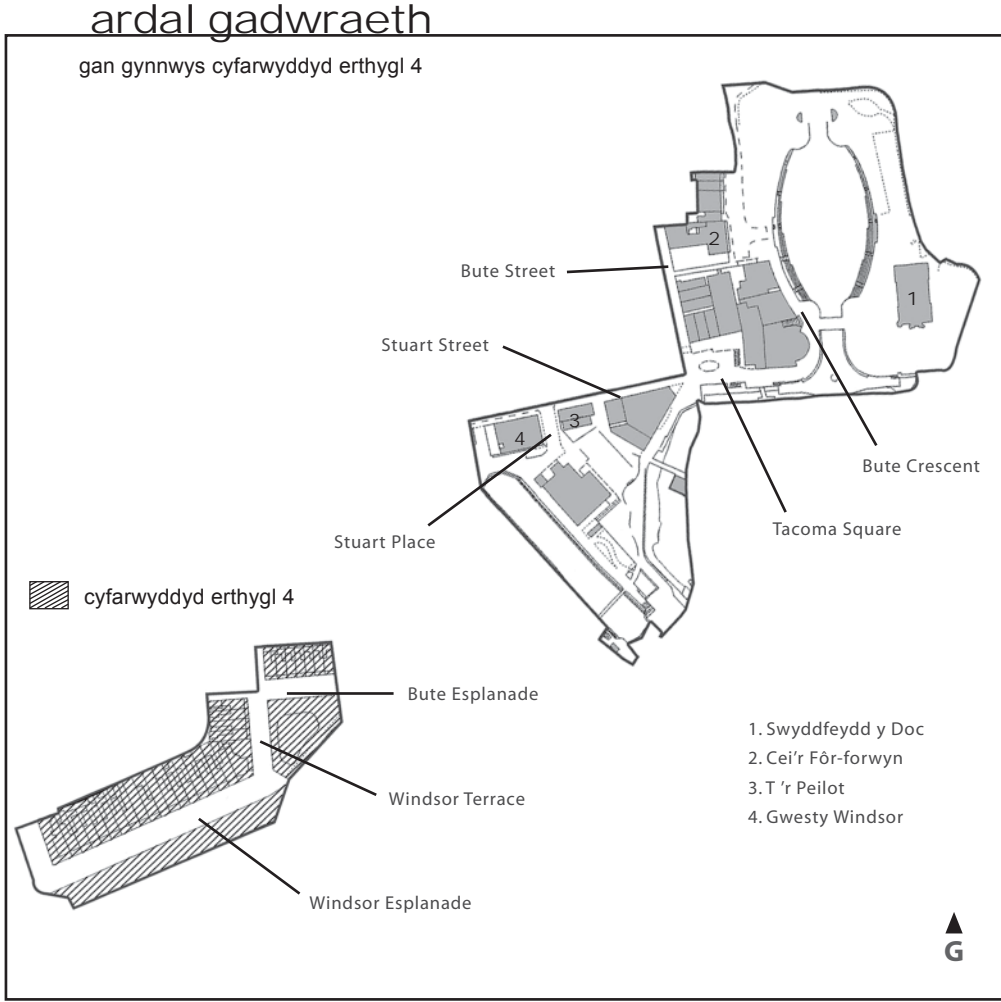 ardal gadwraeth
gan gynnwys cyfarwyddyd erthygl 4
2
Bute Street
1
Stuart Street
3
4
Bute Crescent
Tacoma Square
Stuart Place
cyfarwyddyd erthygl 4
Bute Esplanade
Windsor Terrace
Windsor Esplanade
1. Swyddfeydd y Doc
2. Cei'r Fôr-forwyn
3. T 'r Peilot
4. Gwesty Windsor
G